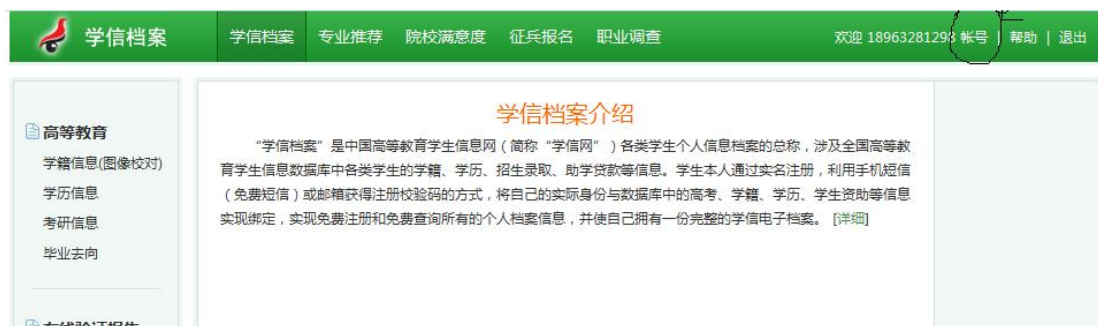 学信档案
学信档案 专业推荐 院校满意度 征兵报名 职业调查
欢迎 18963281298 帐号 | 帮助 | 退出
高等教育
学籍信息(图像校对)
学历信息
考研信息
毕业去向
学信档案介绍
“学信档案”是中国高等教育学生信息网（简称“学信网”）各类学生个人信息档案的总称，涉及全国高等教
育学生信息数据库中各类学生的学籍、学历、招生录取、助学贷款等信息。学生本人通过实名注册，利用手机短信
（免费短信）或邮箱获得注册校验码的方式，将自己的实际身份与数据库中的高考、学籍、学历、学生资助等信息
实现绑定，实现免费注册和免费查询所有的个人档案信息，并使自己拥有一份完整的学信电子档案。 [详细]